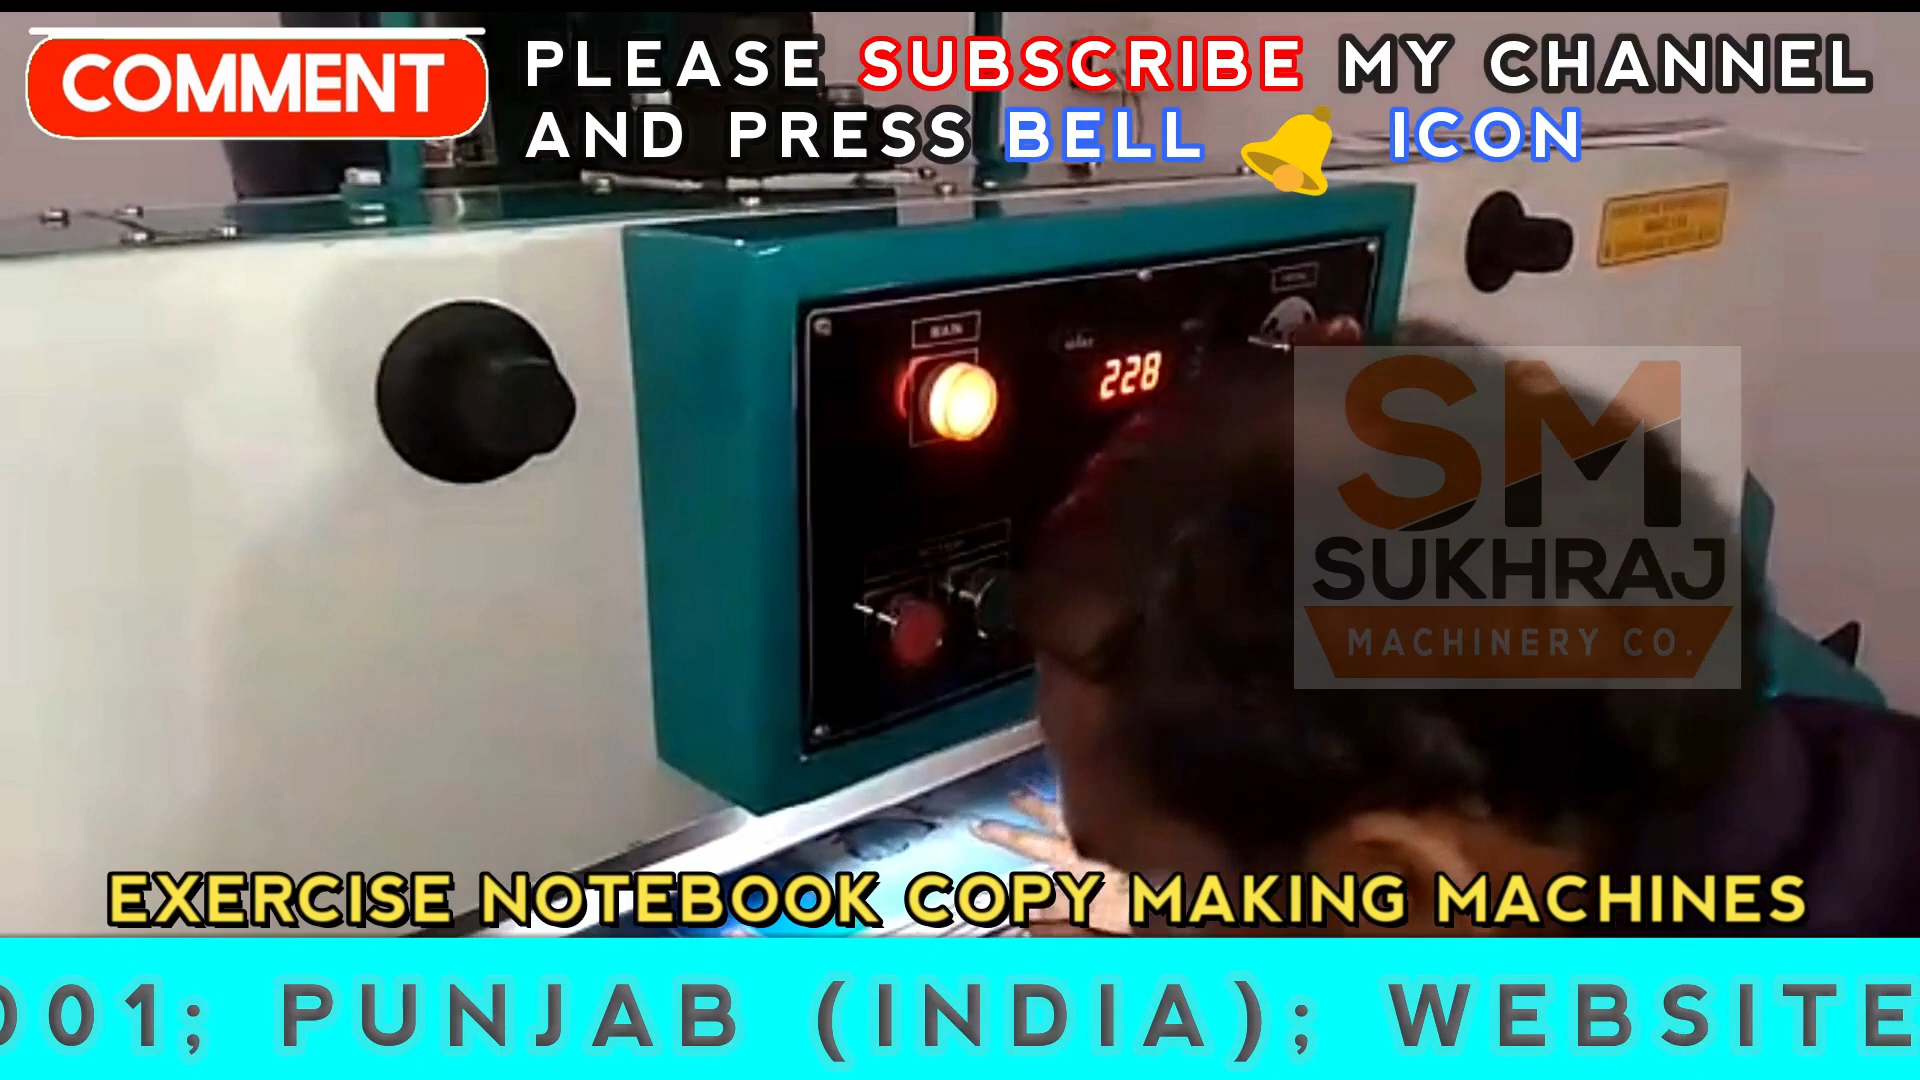 COMMENT
PLEASE SUBSCRIBE MY CHANNEL
AND PRESS BELL 🔔 ICON
MAIN
228
SM
SUKHRAJ
MACHINERY CO.
EXERCISE NOTEBOOK COPY MAKING MACHINES
001; PUNJAB (INDIA); WEBSITE